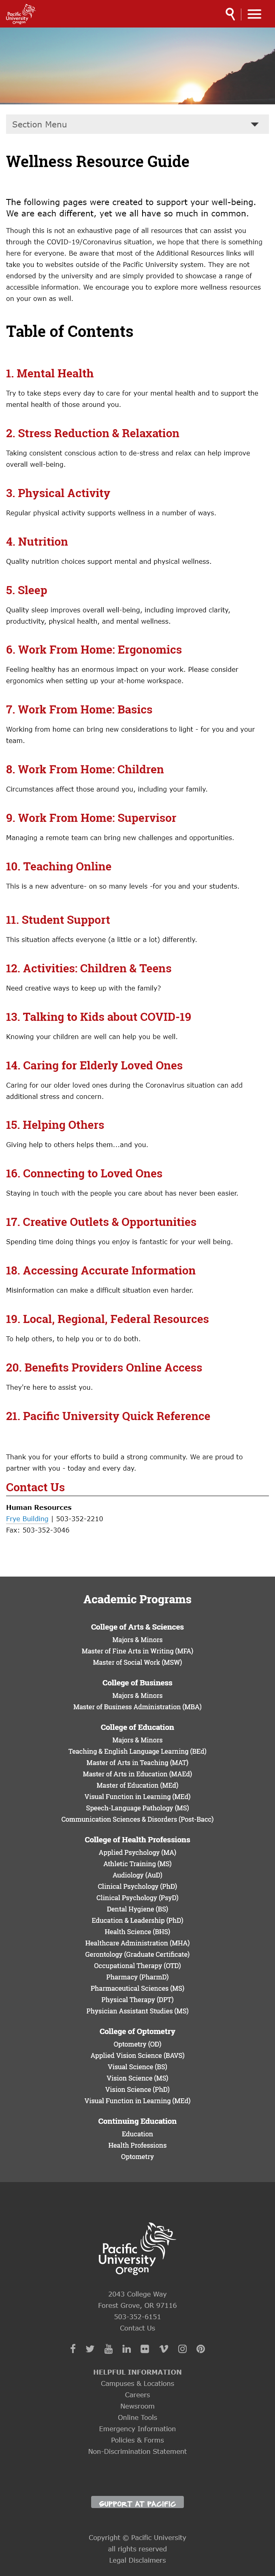 Pacific
University
Oregon
Section Menu
Wellness Resource Guide
The following pages were created to support your well-being.
We are each different, yet we all have so much in common.
Though this is not an exhaustive page of all resources that can assist you
through the COVID-19/Coronavirus situation, we hope that there is something
here for everyone. Be aware that most of the Additional Resources links will
take you to websites outside of the Pacific University system. They are not
endorsed by the university and are simply provided to showcase a range of
accessible information. We encourage you to explore more wellness resources
on your own as well.
Table of Contents
1. Mental Health
Try to take steps every day to care for your mental health and to support the
mental health of those around you.
2. Stress Reduction & Relaxation
Taking consistent conscious action to de-stress and relax can help improve
overall well-being.
3. Physical Activity
Regular physical activity supports wellness in a number of ways.
4. Nutrition
Quality nutrition choices support mental and physical wellness.
5. Sleep
Quality sleep improves overall well-being, including improved clarity,
productivity, physical health, and mental wellness.
6. Work From Home: Ergonomics
Feeling healthy has an enormous impact on your work. Please consider
ergonomics when setting up your at-home workspace.
7. Work From Home: Basics
Working from home can bring new considerations to light - for you and your
team.
8. Work From Home: Children
Circumstances affect those around you, including your family.
9. Work From Home: Supervisor
Managing a remote team can bring new challenges and opportunities.
10. Teaching Online
This is a new adventure- on so many levels -for you and your students.
11. Student Support
This situation affects everyone (a little or a lot) differently.
12. Activities: Children & Teens
Need creative ways to keep up with the family?
13. Talking to Kids about COVID-19
Knowing your children are well can help you be well.
14. Caring for Elderly Loved Ones
Caring for our older loved ones during the Coronavirus situation can add
additional stress and concern.
15. Helping Others
Giving help to others helps them...and you.
16. Connecting to Loved Ones
Staying in touch with the people you care about has never been easier.
17. Creative Outlets & Opportunities
Spending time doing things you enjoy is fantastic for your well being.
18. Accessing Accurate Information
Misinformation can make a difficult situation even harder.
19. Local, Regional, Federal Resources
To help others, to help you or to do both.
20. Benefits Providers Online Access
They're here to assist you.
21. Pacific University Quick Reference
Thank you for your efforts to build a strong community. We are proud to
partner with you - today and every day.
Contact Us
Human Resources
Frye Building | 503-352-2210
Fax: 503-352-3046
Academic Programs
College of Arts & Sciences
Majors & Minors
Master of Fine Arts in Writing (MFA)
Master of Social Work (MSW)
College of Business
Majors & Minors
Master of Business Administration (MBA)
College of Education
Majors & Minors
Teaching & English Language Learning (BEd)
Master of Arts in Teaching (MAT)
Master of Arts in Education (MAEd)
Master of Education (MEd)
Visual Function in Learning (MEd)
Speech-Language Pathology (MS)
Communication Sciences & Disorders (Post-Bacc)
College of Health Professions
Applied Psychology (MA)
Athletic Training (MS)
Audiology (AuD)
Clinical Psychology (PhD)
Clinical Psychology (PsyD)
Dental Hygiene (BS)
Education & Leadership (PhD)
Health Science (BHS)
Healthcare Administration (MHA)
Gerontology (Graduate Certificate)
Occupational Therapy (OTD)
Pharmacy (PharmD)
Pharmaceutical Sciences (MS)
Physical Therapy (DPT)
Physician Assistant Studies (MS)
College of Optometry
Optometry (OD)
Applied Vision Science (BAVS)
Visual Science (BS)
Vision Science (MS)
Vision Science (PhD)
Visual Function in Learning (MEd)
Continuing Education
Education
Health Professions
Optometry
Pacific
University
Oregon
2043 College Way
Forest Grove, OR 97116
503-352-6151
Contact Us
HELPFUL INFORMATION
Campuses & Locations
Careers
Newsroom
Online Tools
Emergency Information
Policies & Forms
Non-Discrimination Statement
SUPPORT AT PACIFIC
Copyright © Pacific University
all rights reserved
Legal Disclaimers